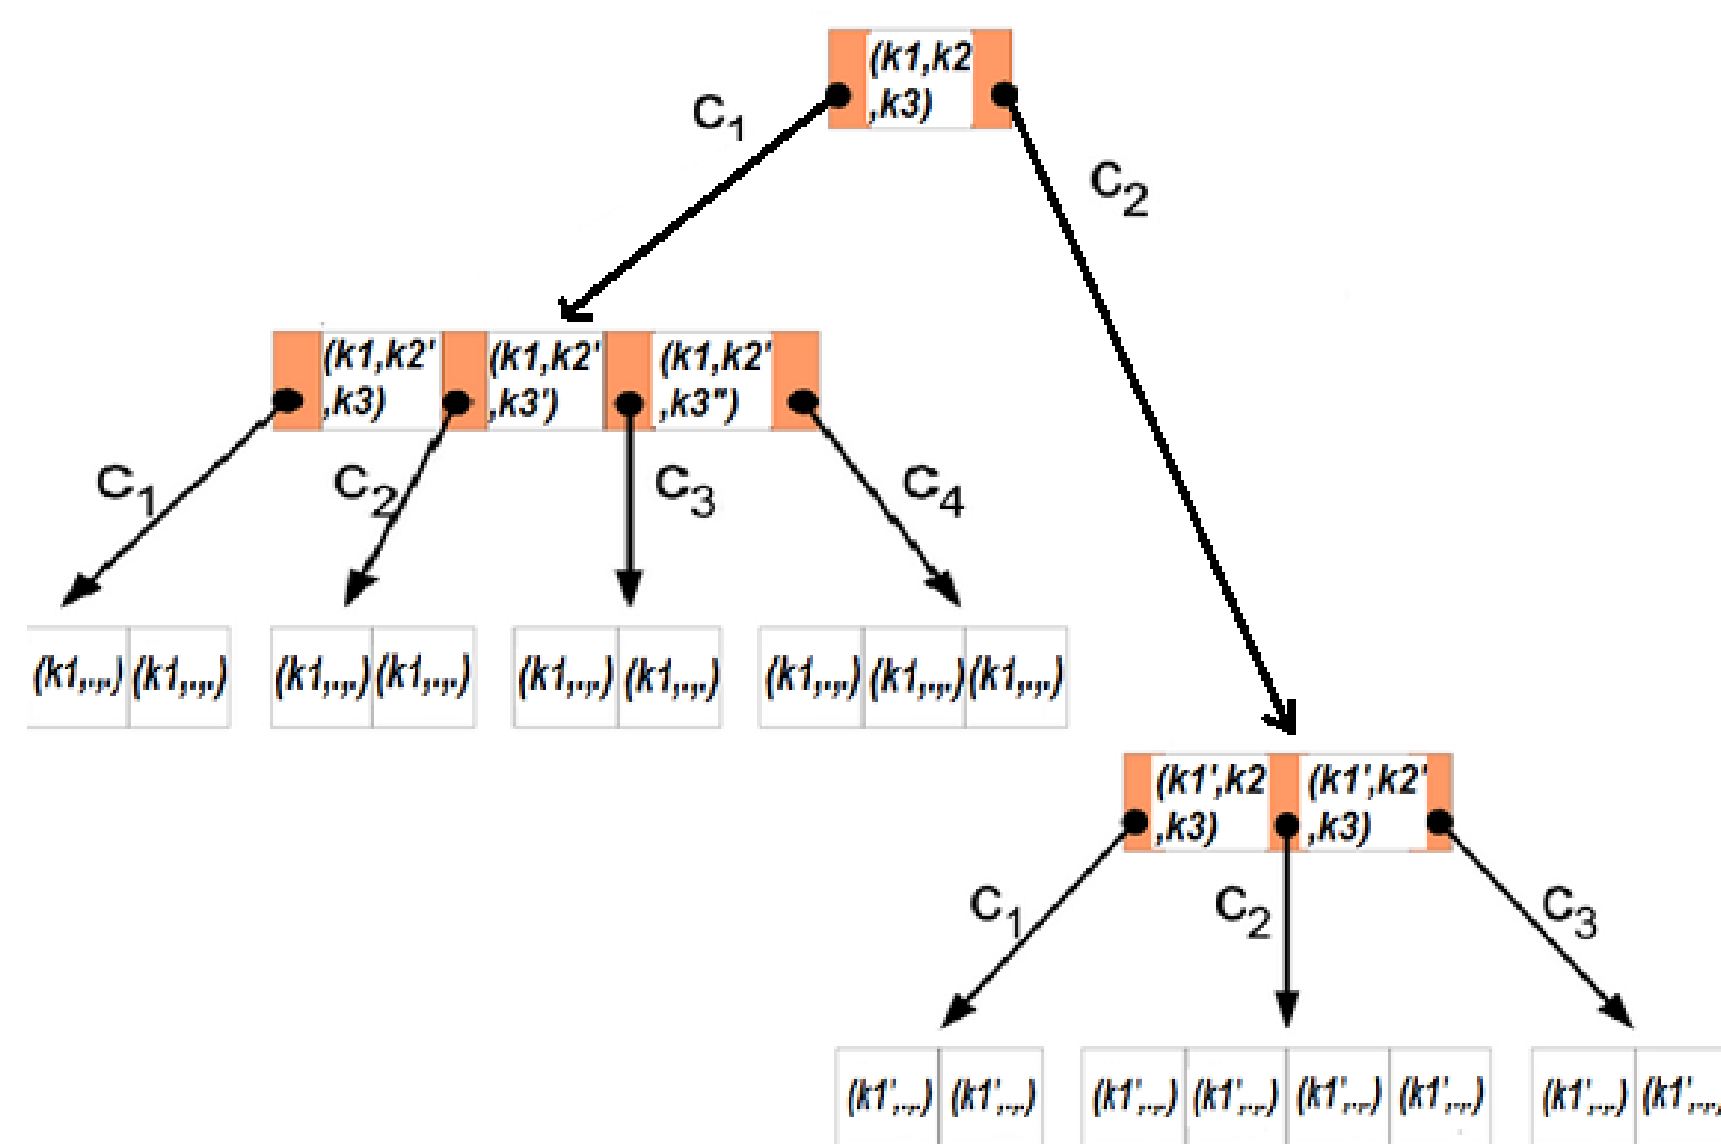 (k1,k2
,k3)
C1
C2
(k1,k2'
,k3)
(k1,k2'
,k3')
(k1,k2'
,k3")
C1
C2
C3
C4
(k1,.,.) (k1,.,.)
(k1,.,.) (k1,.,.)
(k1,.,.) (k1,.,.)
(k1,.,.) (k1,.,.) (k1,.,.)
(k1',k2
,k3)
(k1',k2'
,k3)
C1
C2
C3
(k1',.,.) (k1',.,.)
(k1',.,.) (k1',.,.) (k1',.,.) (k1',.,.)
(k1',.,.) (k1',.,.